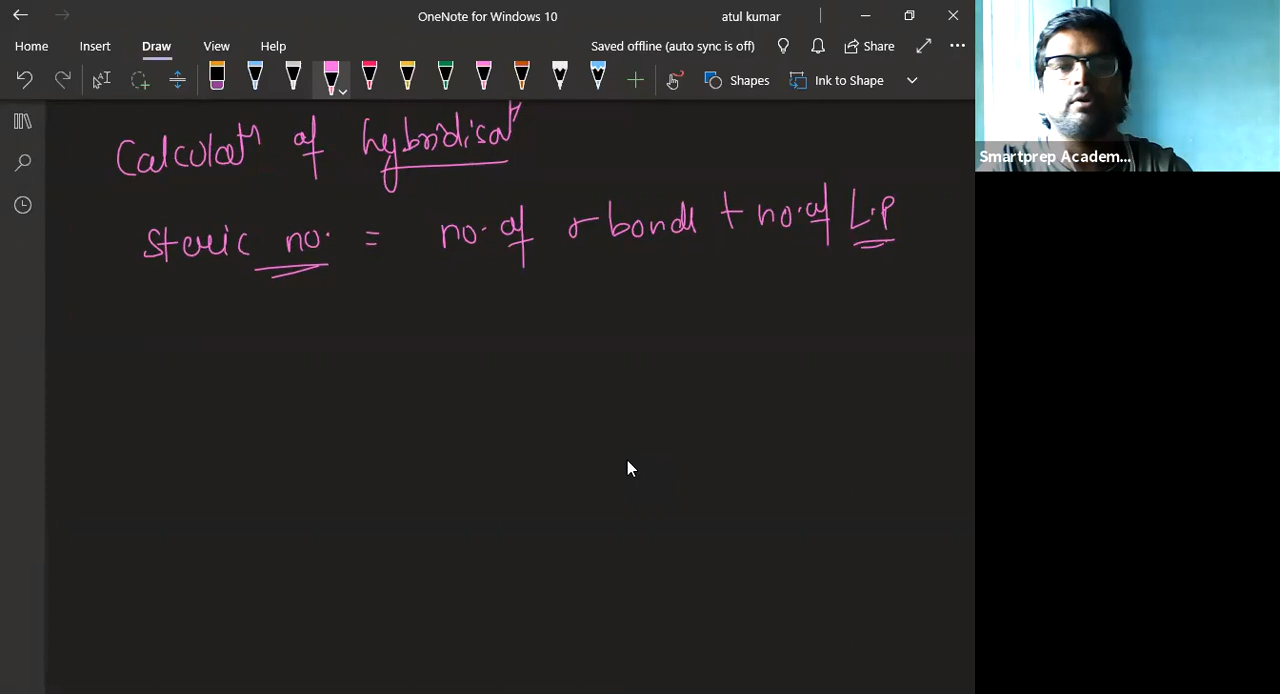 OneNote for Windows 10
atul kumar
Home Insert Draw View Help
Saved offline (auto sync is off)
Share
Shapes
Ink to Shape
Calculatⁿ of hybridisatⁿ
Steric no. = no. of σ bonds + no. of L.P
Smartprep Academ...